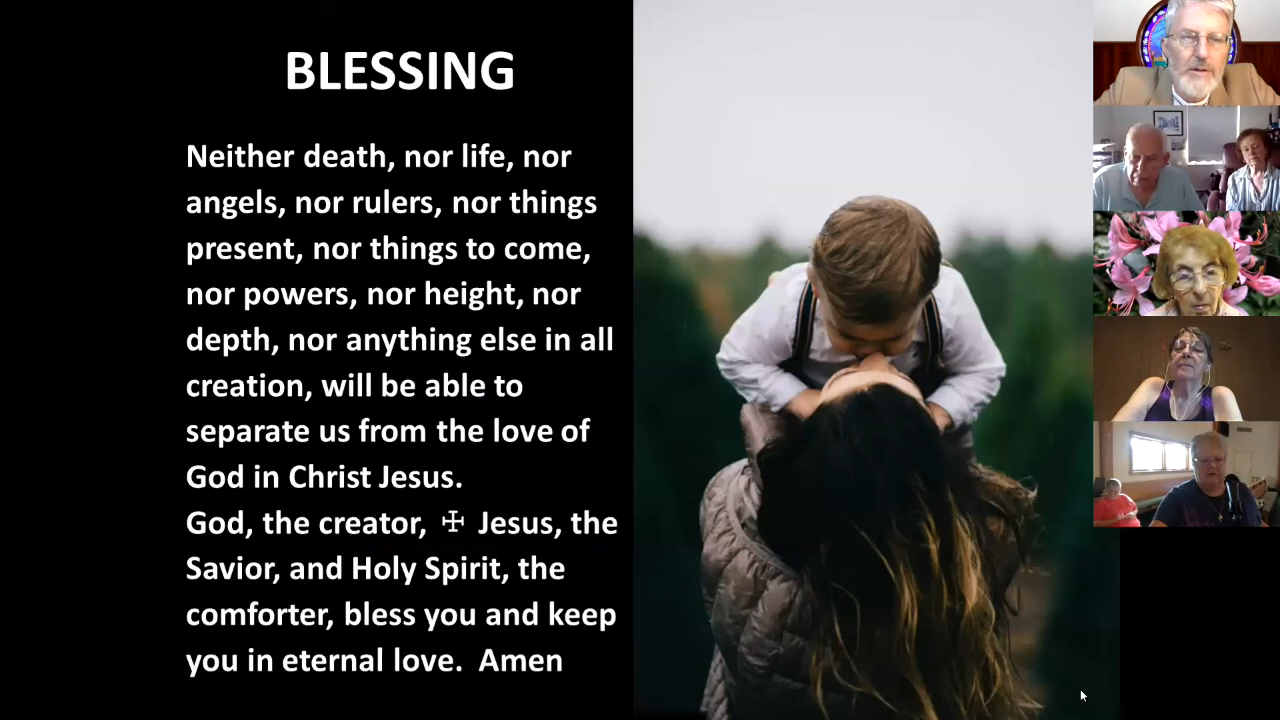 BLESSING
Neither death, nor life, nor
angels, nor rulers, nor things
present, nor things to come,
nor powers, nor height, nor
depth, nor anything else in all
creation, will be able to
separate us from the love of
God in Christ Jesus.
God, the creator, ☩ Jesus, the
Savior, and Holy Spirit, the
comforter, bless you and keep
you in eternal love.  Amen